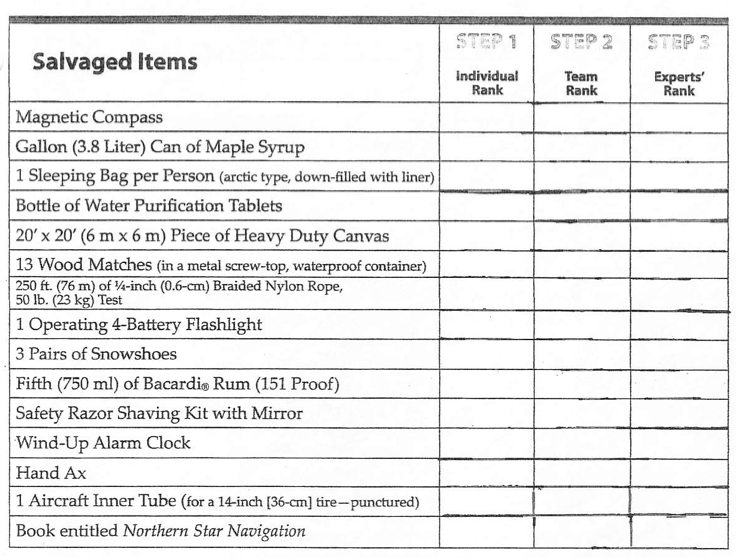 Salvaged Items
STEP 1
STEP 2
STEP 3
Individual
Rank
Team
Rank
Experts'
Rank
Magnetic Compass
Gallon (3.8 Liter) Can of Maple Syrup
1 Sleeping Bag per Person (arctic type, down-filled with liner)
Bottle of Water Purification Tablets
20' x 20' (6 m x 6 m) Piece of Heavy Duty Canvas
13 Wood Matches (in a metal screw-top, waterproof container)
250 ft. (76 m) of ¼-inch (0.6-cm) Braided Nylon Rope,
50 lb. (23 kg) Test
1 Operating 4-Battery Flashlight
3 Pairs of Snowshoes
Fifth (750 ml) of Bacardi® Rum (151 Proof)
Safety Razor Shaving Kit with Mirror
Wind-Up Alarm Clock
Hand Ax
1 Aircraft Inner Tube (for a 14-inch [36-cm] tire—punctured)
Book entitled Northern Star Navigation